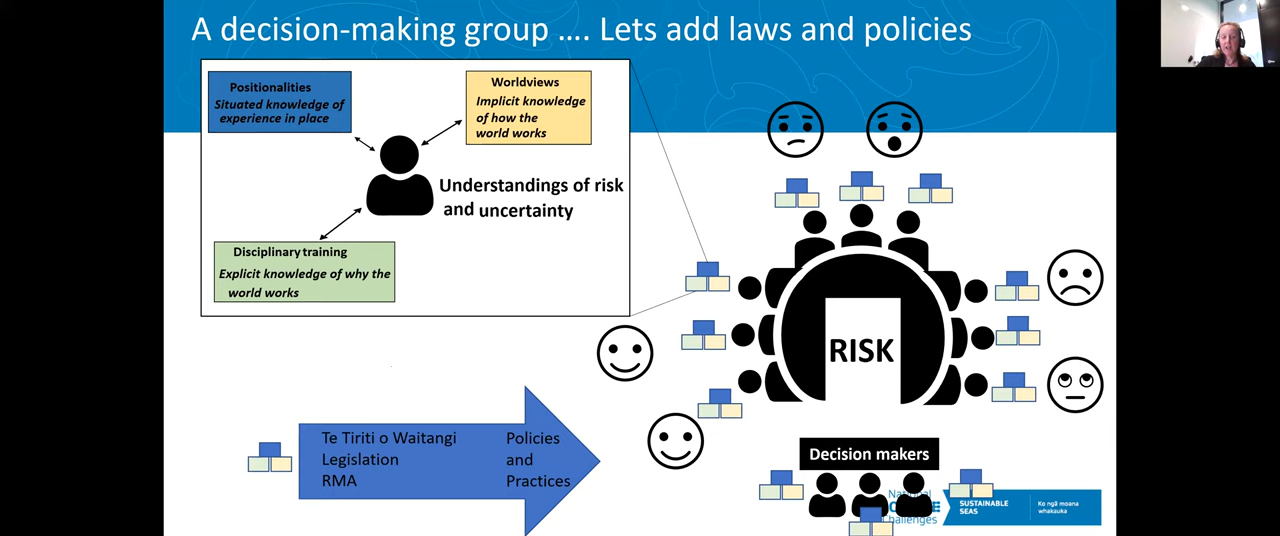 A decision-making group .... Lets add laws and policies
Positionalities
Situated knowledge of
experience in place
Worldviews
Implicit knowledge
of how the
world works
Understandings of risk
and uncertainty
Disciplinary training
Explicit knowledge of why the
world works
RISK
Te Tiriti o Waitangi
Legislation
RMA
Policies
and
Practices
Decision makers
National
Challenges
SUSTAINABLE
SEAS
Ko ngā moana
whakauka